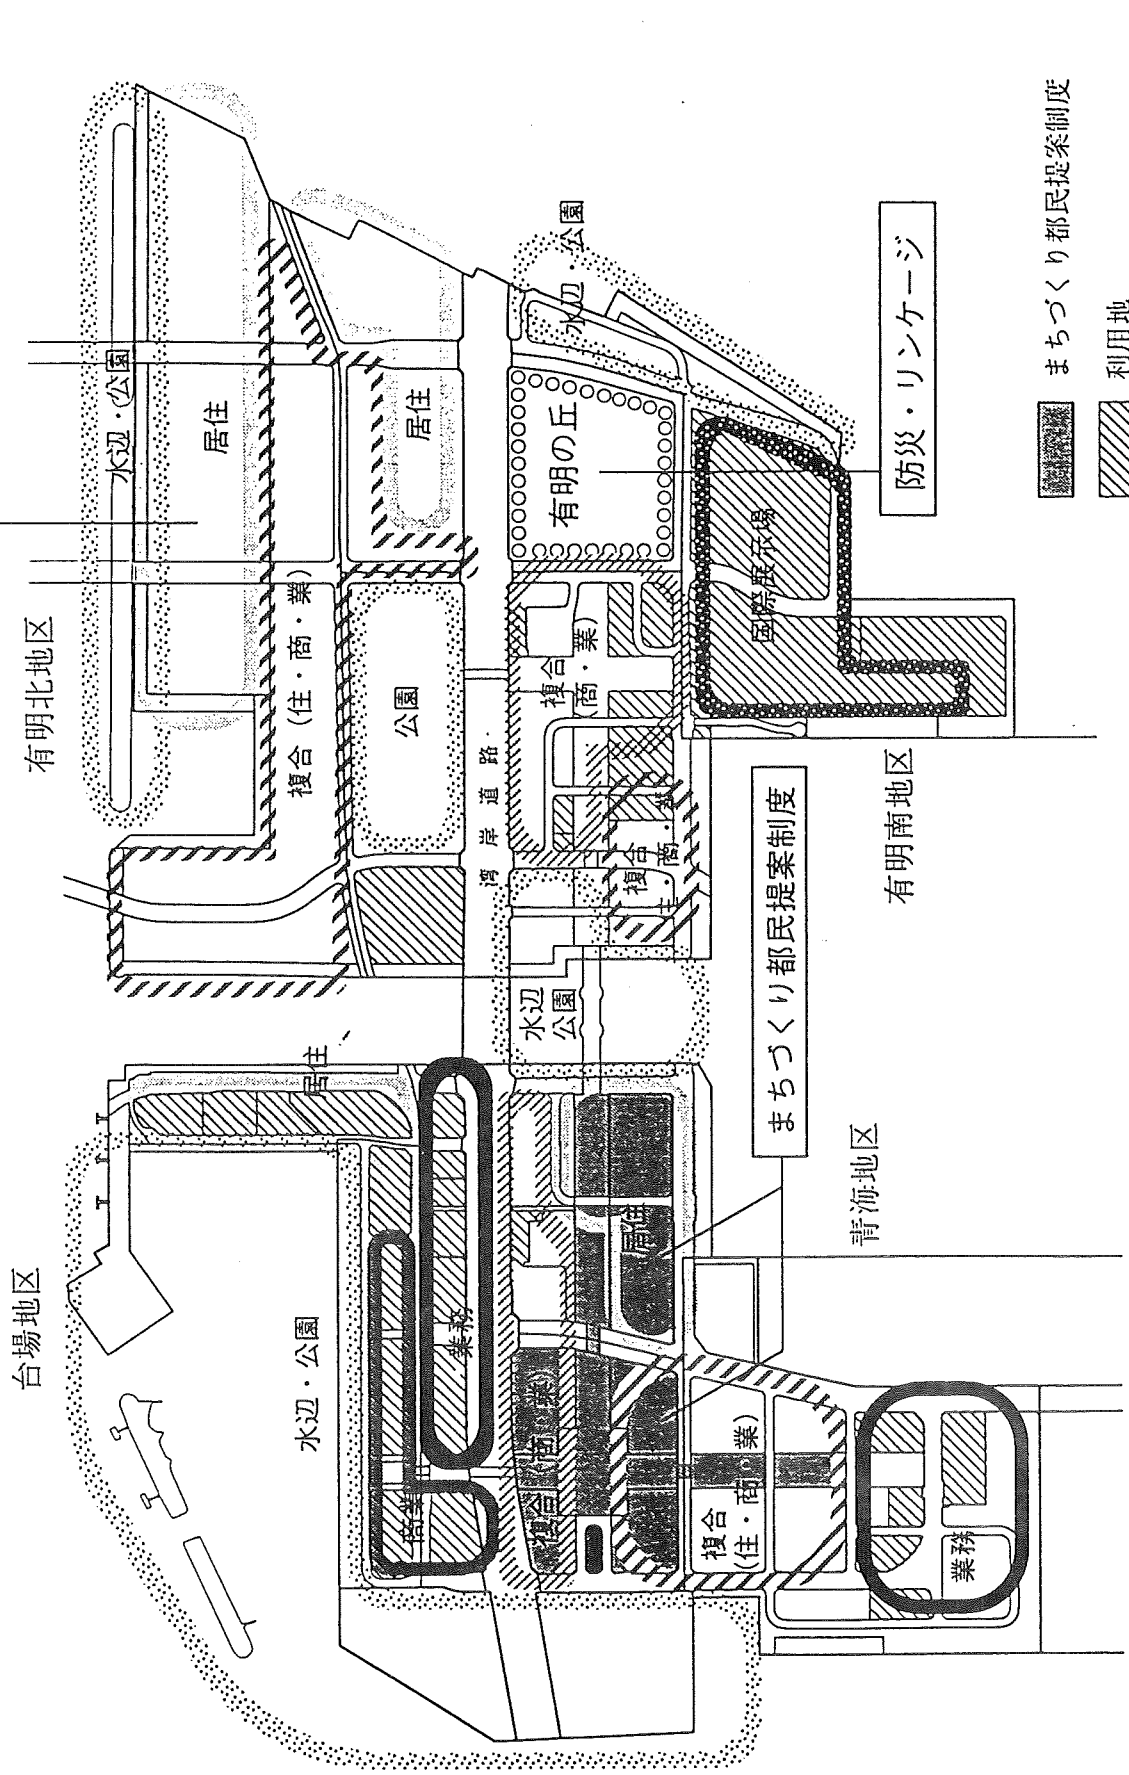 台場地区
有明北地区
水辺・公園
居住
複合（住・商・業）
居住
公園
湾岸道路
水辺・公園
有明の丘
複合
（商・業）
国際展示場
防災・リンケージ
有明南地区
複合
住・商・業
水辺
公園
居住
水辺・公園
業務
商業
居住
複合（商・業）
複合
（住・商・業）
業務
青海地区
まちづくり都民提案制度
まちづくり都民提案制度
利用地